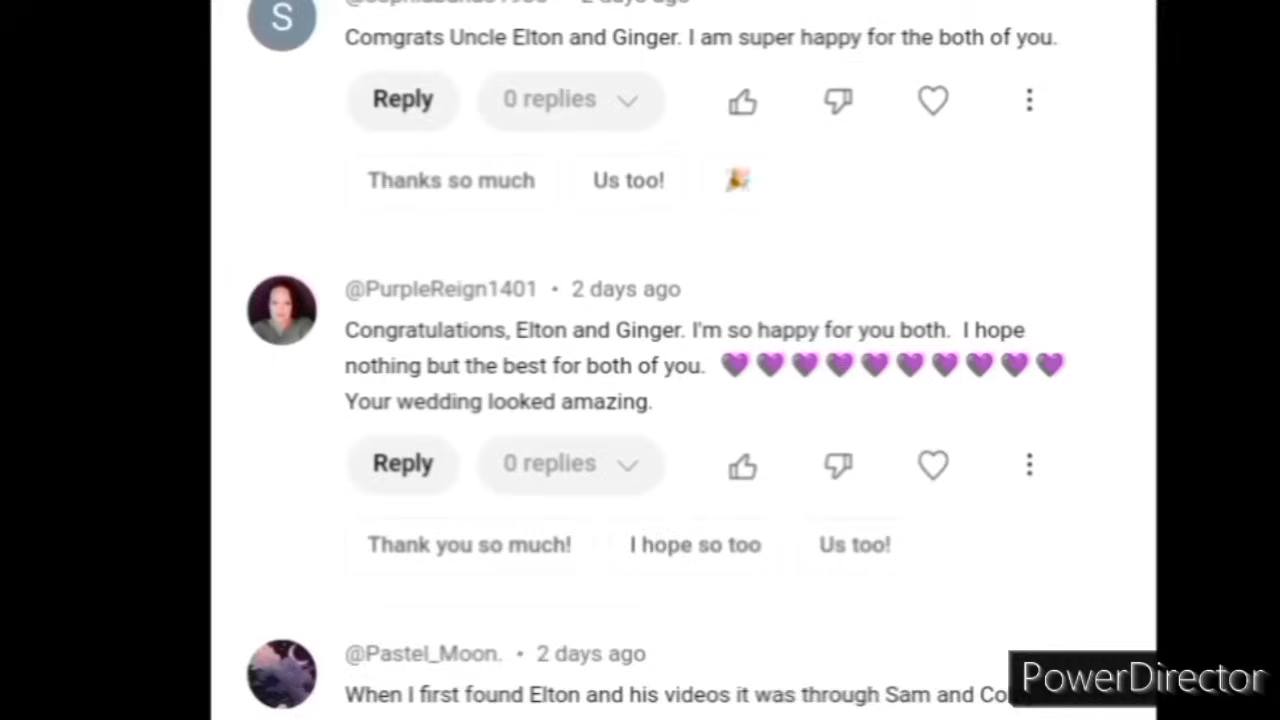 S
Comgrats Uncle Elton and Ginger. I am super happy for the both of you.
Reply 0 replies
Thanks so much Us too!
@PurpleReign1401 • 2 days ago
Congratulations, Elton and Ginger. I'm so happy for you both. I hope
nothing but the best for both of you. 💜💜💜💜💜💜💜💜💜💜
Your wedding looked amazing.
Reply 0 replies
Thank you so much! I hope so too Us too!
@Pastel_Moon. • 2 days ago
When I first found Elton and his videos it was through Sam and
PowerDirector